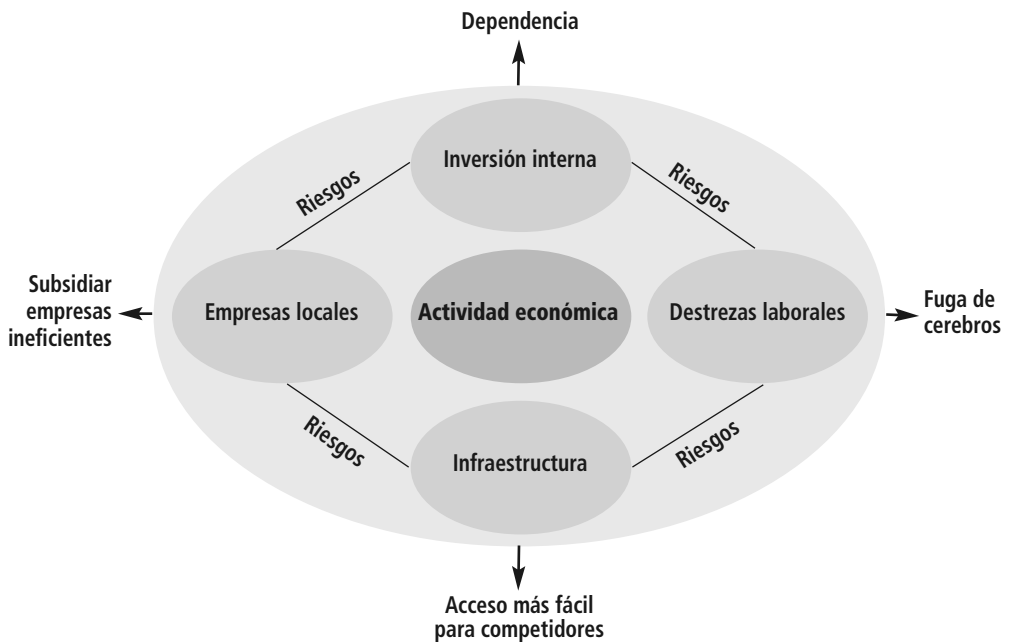 Dependencia
Inversión interna
Riesgos
Riesgos
Subsidiar
empresas
ineficientes
Empresas locales
Actividad económica
Destrezas laborales
Fuga de
cerebros
Riesgos
Riesgos
Infraestructura
Acceso más fácil
para competidores